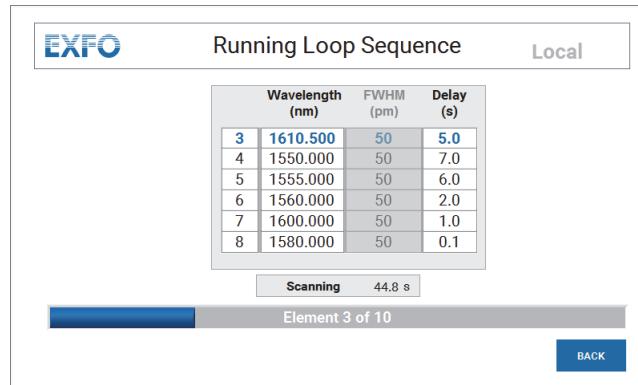 EXFO Running Loop Sequence Local
Wavelength (nm) FWHM (pm) Delay (s)
3 1610.500 50 5.0
4 1550.000 50 7.0
5 1555.000 50 6.0
6 1560.000 50 2.0
7 1600.000 50 1.0
8 1580.000 50 0.1
Scanning 44.8 s
Element 3 of 10
BACK